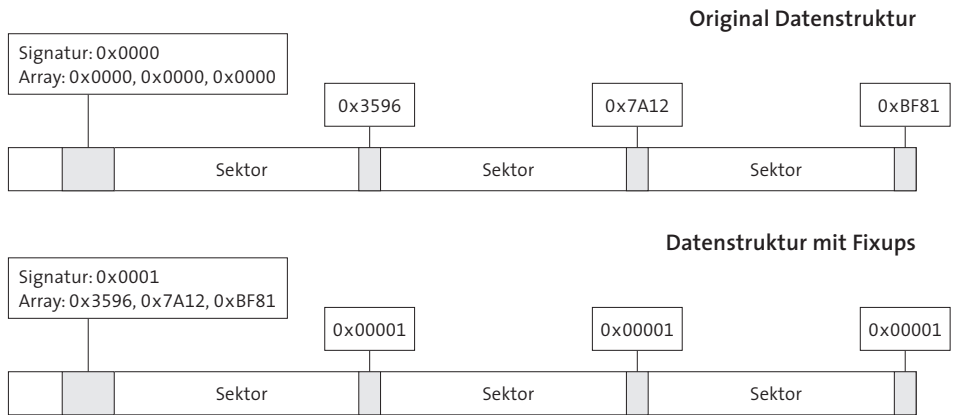 Original Datenstruktur
Signatur: 0x0000
Array: 0x0000, 0x0000, 0x0000
0x3596
0x7A12
0xBF81
Sektor
Sektor
Sektor
Datenstruktur mit Fixups
Signatur: 0x0001
Array: 0x3596, 0x7A12, 0xBF81
0x00001
0x00001
0x00001
Sektor
Sektor
Sektor